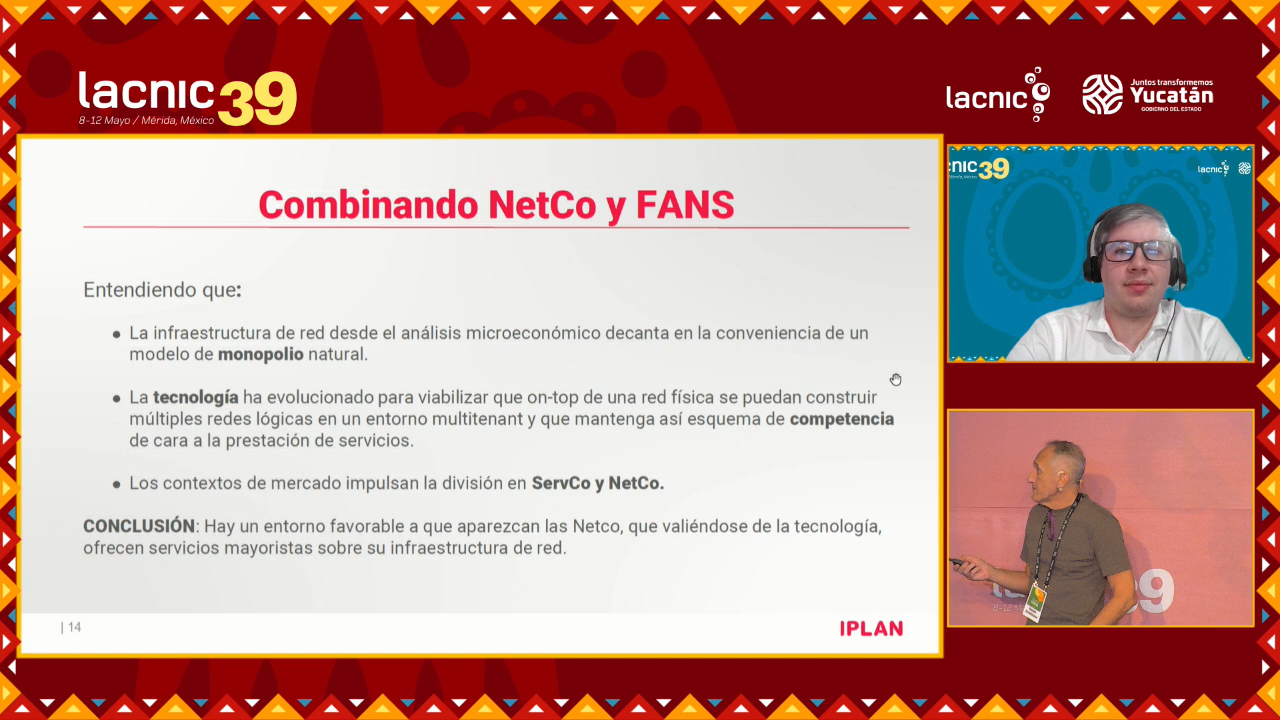 lacnic 39
8-12 Mayo / Mérida, México
lacnic
Juntos transformemos
Yucatán
GOBIERNO DEL ESTADO
Combinando NetCo y FANS
Entendiendo que:
● La infraestructura de red desde el análisis microeconómico decanta en la conveniencia de un
modelo de monopolio natural.
● La tecnología ha evolucionado para viabilizar que on-top de una red física se puedan construir
múltiples redes lógicas en un entorno multitenant y que mantenga así esquema de competencia
de cara a la prestación de servicios.
● Los contextos de mercado impulsan la división en ServCo y NetCo.
CONCLUSIÓN: Hay un entorno favorable a que aparezcan las Netco, que valiéndose de la tecnología,
ofrecen servicios mayoristas sobre su infraestructura de red.
| 14
IPLAN
nic 39
lacnic
9